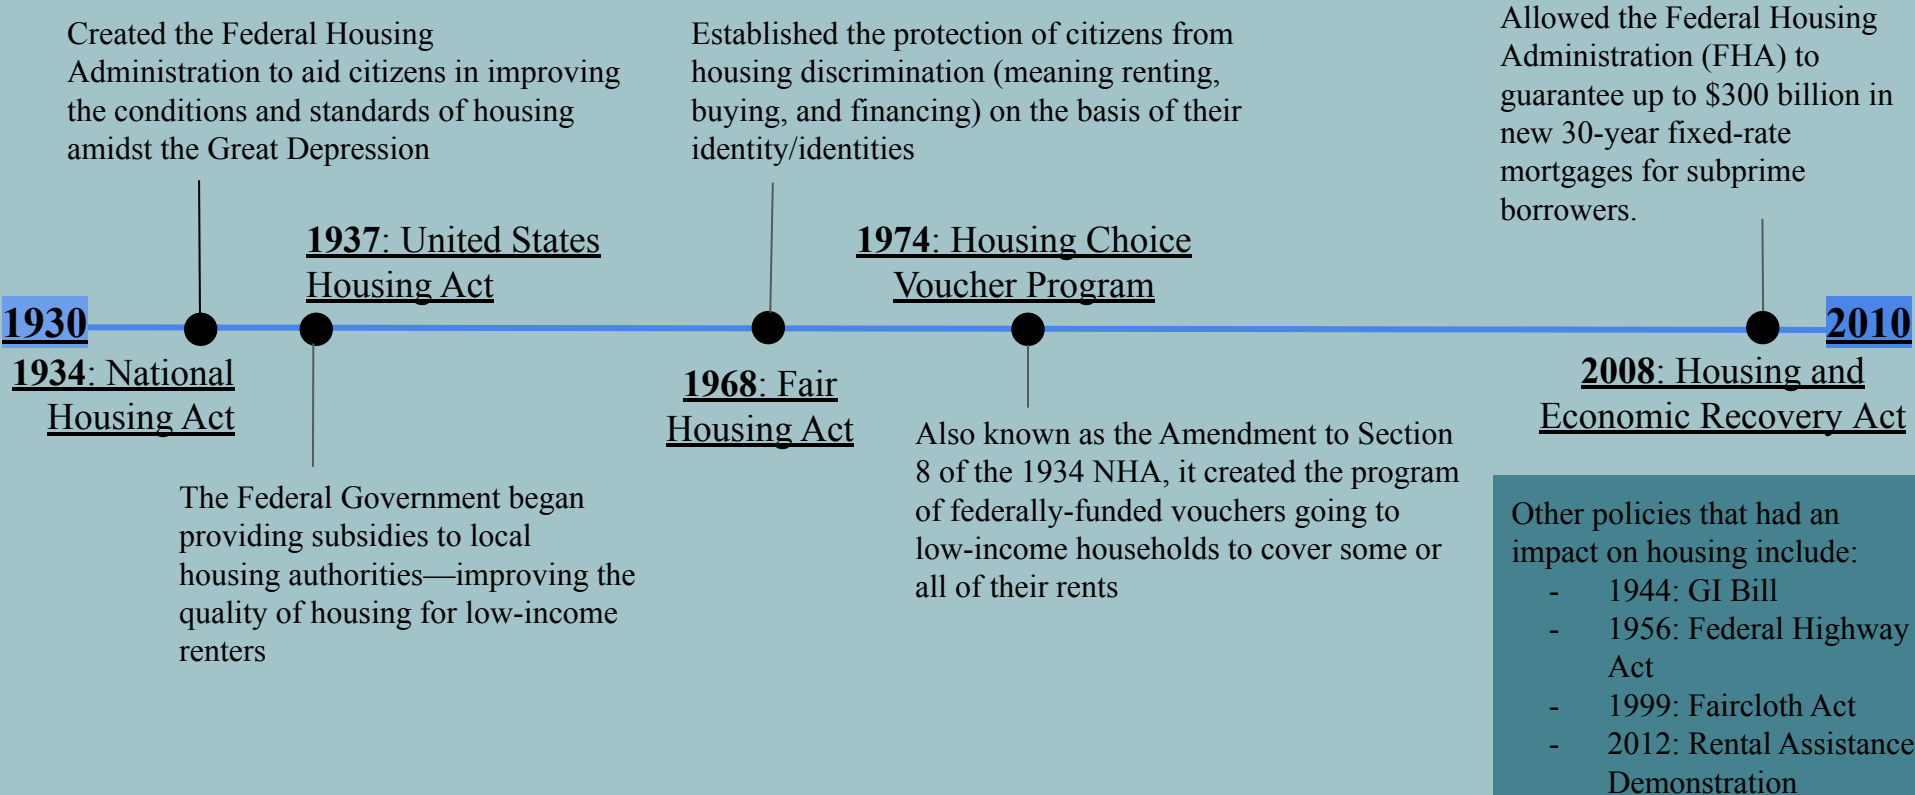 Created the Federal Housing
Administration to aid citizens in improving
the conditions and standards of housing
amidst the Great Depression
Established the protection of citizens from
housing discrimination (meaning renting,
buying, and financing) on the basis of their
identity/identities
Allowed the Federal Housing
Administration (FHA) to
guarantee up to $300 billion in
new 30-year fixed-rate
mortgages for subprime
borrowers.
1937: United States
Housing Act
1974: Housing Choice
Voucher Program
1930
2010
1934: National
Housing Act
1968: Fair
Housing Act
2008: Housing and
Economic Recovery Act
The Federal Government began
providing subsidies to local
housing authorities—improving the
quality of housing for low-income
renters
Also known as the Amendment to Section
8 of the 1934 NHA, it created the program
of federally-funded vouchers going to
low-income households to cover some or
all of their rents
Other policies that had an
impact on housing include:
- 1944: GI Bill
- 1956: Federal Highway
Act
- 1999: Faircloth Act
- 2012: Rental Assistance
Demonstration